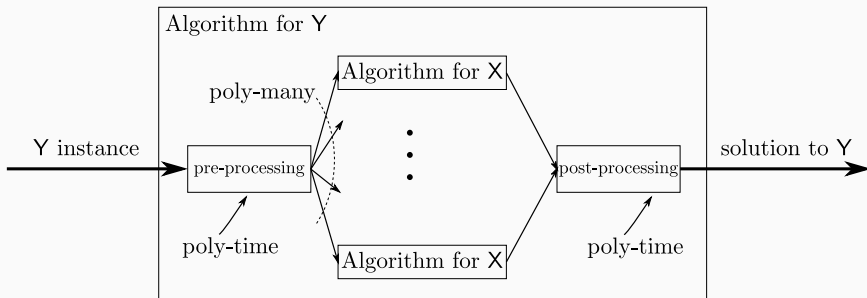 Algorithm for Y
Algorithm for X
poly-many
Y instance
pre-processing
post-processing
solution to Y
poly-time
poly-time
Algorithm for X